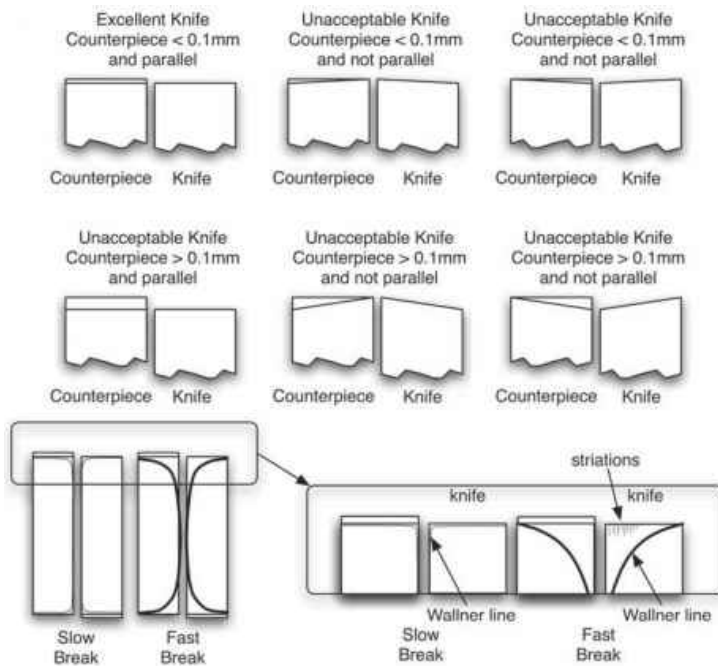 Excellent Knife
Counterpiece < 0.1mm
and parallel
Unacceptable Knife
Counterpiece < 0.1mm
and not parallel
Unacceptable Knife
Counterpiece < 0.1mm
and not parallel
Counterpiece Knife
Counterpiece Knife
Counterpiece Knife
Unacceptable Knife
Counterpiece > 0.1mm
and parallel
Unacceptable Knife
Counterpiece > 0.1mm
and not parallel
Unacceptable Knife
Counterpiece > 0.1mm
and not parallel
Counterpiece Knife
Counterpiece Knife
Counterpiece Knife
striations
knife
knife
Wallner line
Wallner line
Slow
Break
Fast
Break
Slow
Break
Fast
Break